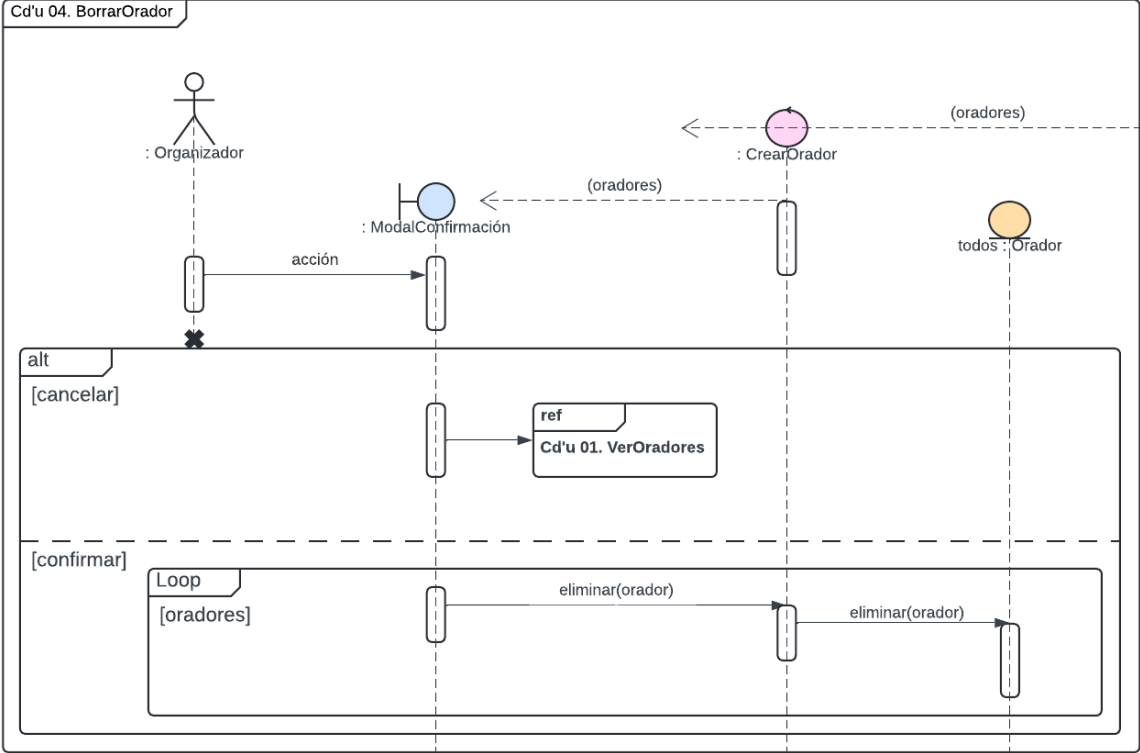 Cd'u 04. BorrarOrador
(oradores)
: Organizador
: CrearOrador
(oradores)
: ModalConfirmación
todos : Orador
acción
alt
[cancelar]
ref
Cd'u 01. VerOradores
[confirmar]
Loop
[oradores]
eliminar(orador)
eliminar(orador)